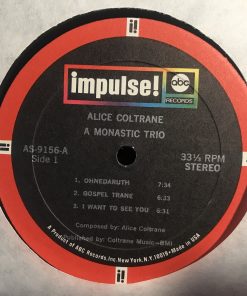 impulse!
abc
RECORDS
ALICE COLTRANE
A MONASTIC TRIO
AS-9156-A
Side 1
33⅓ RPM
STEREO
1. OHNEDARUTH 7:34
2. GOSPEL TRANE 3:33
3. I WANT TO SEE YOU 6:31
Composed by: Alice Coltrane
Published by: Coltrane Music-BMI
A Product of ABC Records, Inc. New York, N.Y. 10019 • Made in USA